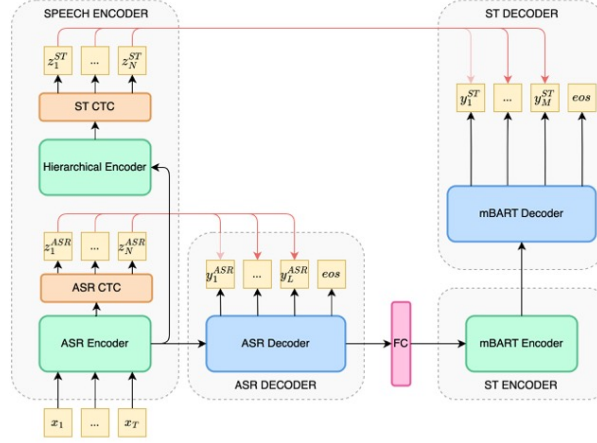 SPEECH ENCODER
ST DECODER
z_1^{ST} ... z_N^{ST}
ST CTC
y_1^{ST} ... y_M^{ST} eos
Hierarchical Encoder
mBART Decoder
z_1^{ASR} ... z_N^{ASR}
ASR CTC
y_1^{ASR} ... y_L^{ASR} eos
ASR Encoder
ASR Decoder
FC
mBART Encoder
ASR DECODER
ST ENCODER
x_1 ... x_T